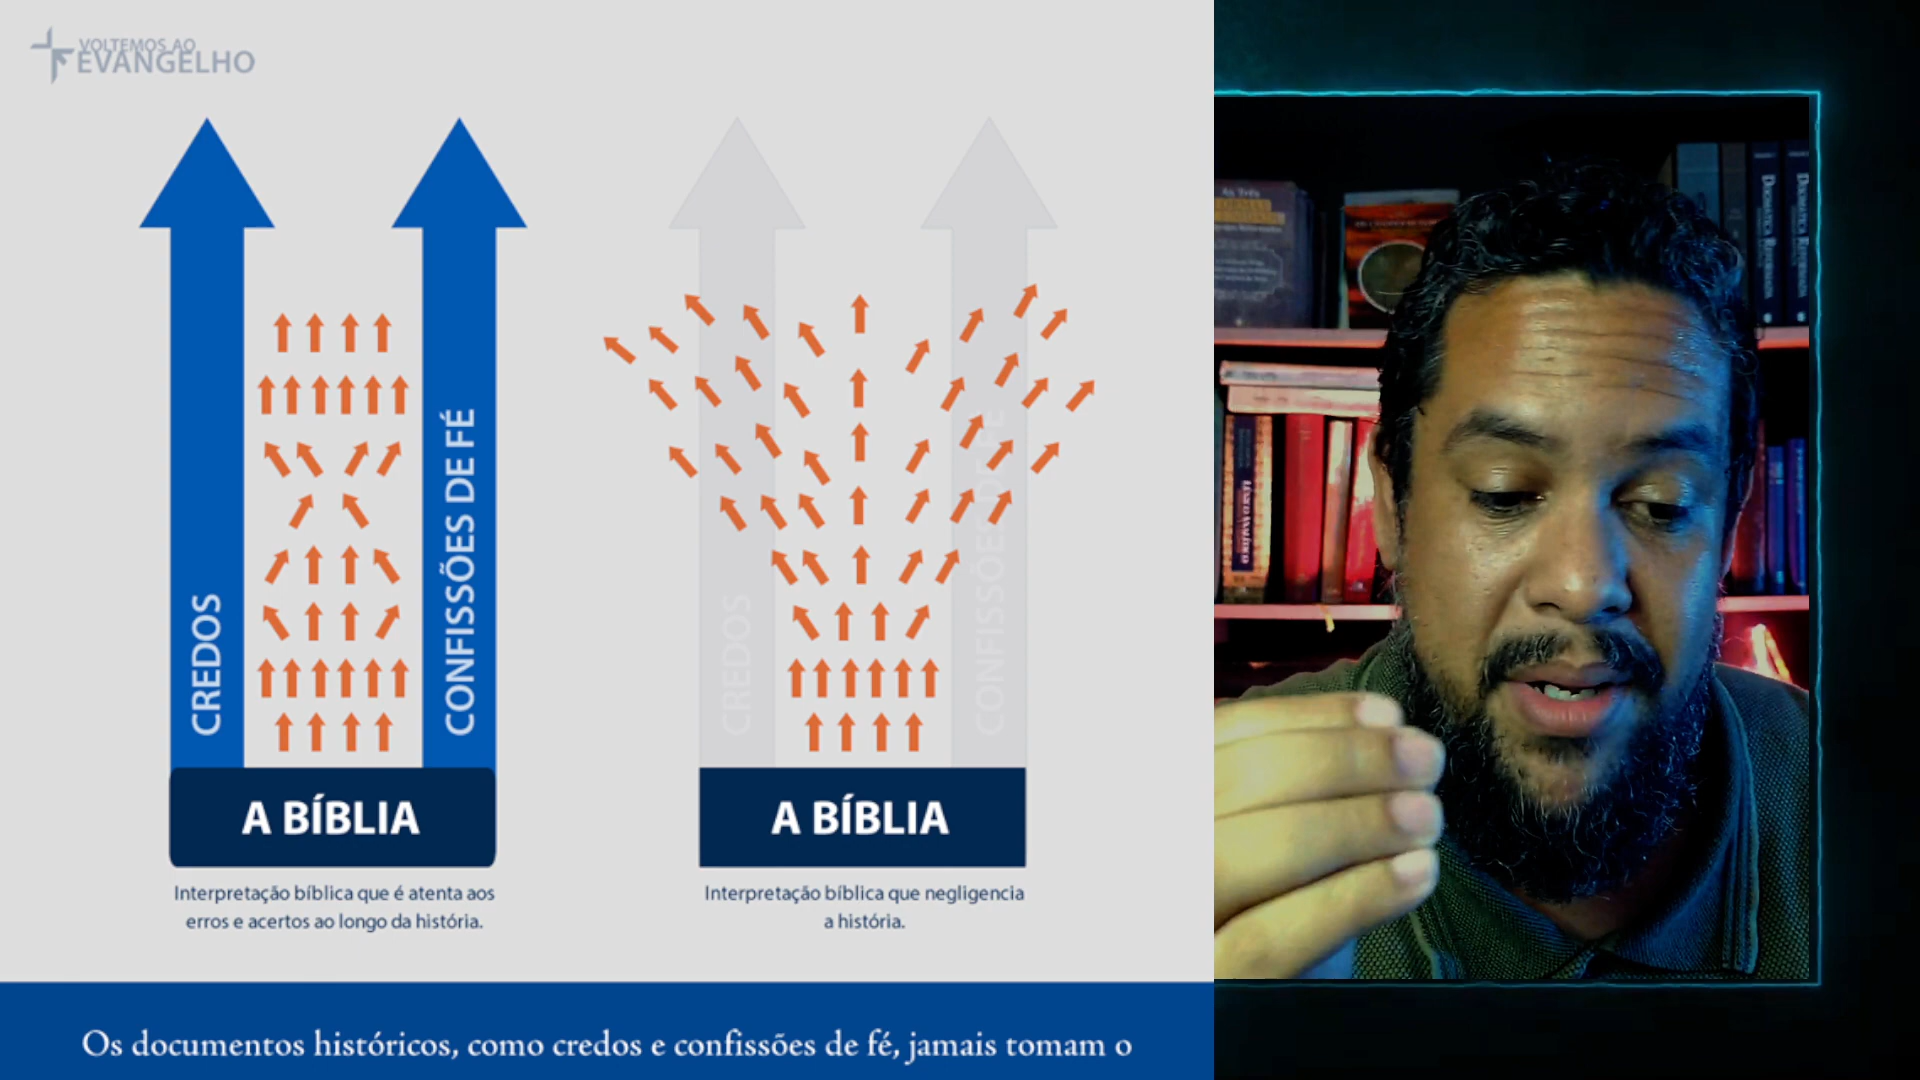 VOLTEMOS AO
EVANGELHO
CREDOS
CONFISSÕES DE FÉ
A BÍBLIA
Interpretação bíblica que é atenta aos
erros e acertos ao longo da história.
CREDOS
CONFISSÕES DE FÉ
A BÍBLIA
Interpretação bíblica que negligencia
a história.
Os documentos históricos, como credos e confissões de fé, jamais tomam o
As Três